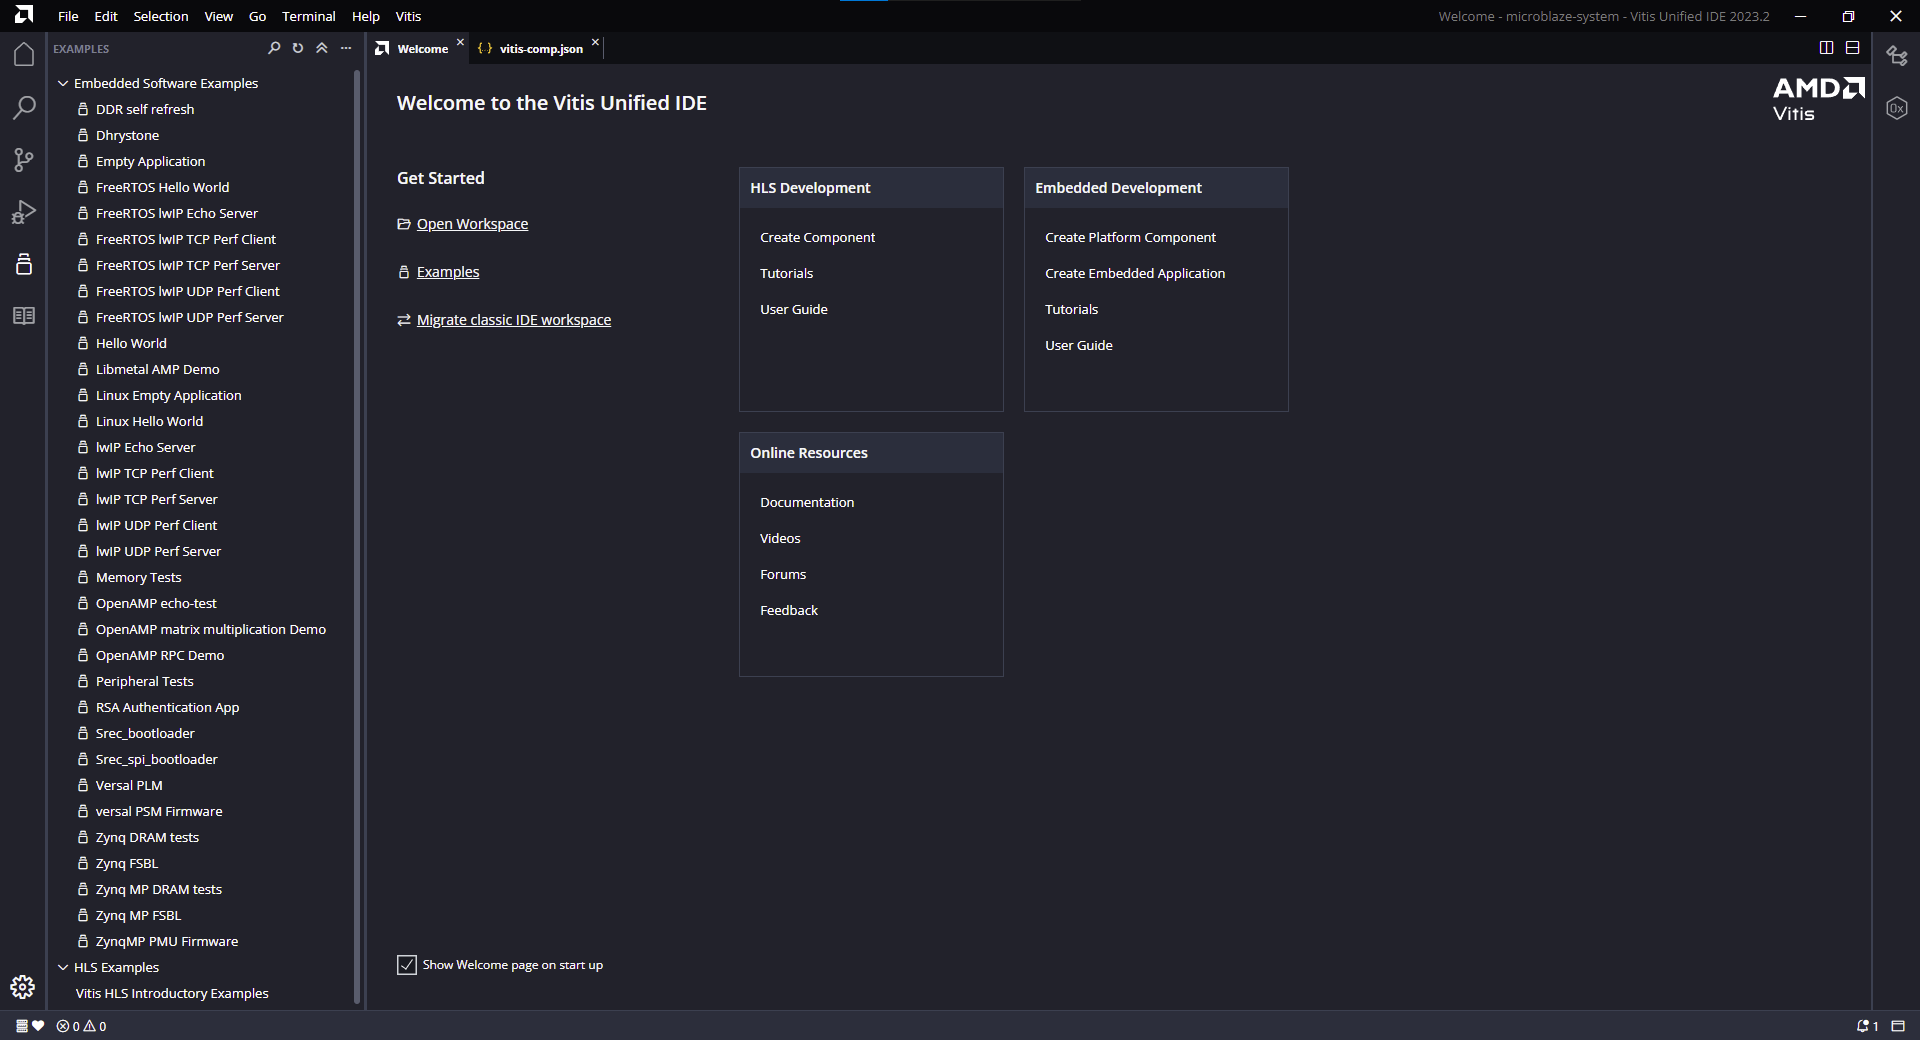 File Edit Selection View Go Terminal Help Vitis
Welcome - microblaze-system - Vitis Unified IDE 2023.2
EXAMPLES
Welcome
{..} vitis-comp.json
Embedded Software Examples
DDR self refresh
Dhrystone
Empty Application
FreeRTOS Hello World
FreeRTOS lwIP Echo Server
FreeRTOS lwIP TCP Perf Client
FreeRTOS lwIP TCP Perf Server
FreeRTOS lwIP UDP Perf Client
FreeRTOS lwIP UDP Perf Server
Hello World
Libmetal AMP Demo
Linux Empty Application
Linux Hello World
lwIP Echo Server
lwIP TCP Perf Client
lwIP TCP Perf Server
lwIP UDP Perf Client
lwIP UDP Perf Server
Memory Tests
OpenAMP echo-test
OpenAMP matrix multiplication Demo
OpenAMP RPC Demo
Peripheral Tests
RSA Authentication App
Srec_bootloader
Srec_spi_bootloader
Versal PLM
versal PSM Firmware
Zynq DRAM tests
Zynq FSBL
Zynq MP DRAM tests
Zynq MP FSBL
ZynqMP PMU Firmware
HLS Examples
Vitis HLS Introductory Examples
Welcome to the Vitis Unified IDE
AMD
Vitis
0x
Get Started
Open Workspace
Examples
Migrate classic IDE workspace
HLS Development
Create Component
Tutorials
User Guide
Embedded Development
Create Platform Component
Create Embedded Application
Tutorials
User Guide
Online Resources
Documentation
Videos
Forums
Feedback
Show Welcome page on start up
0 0
1